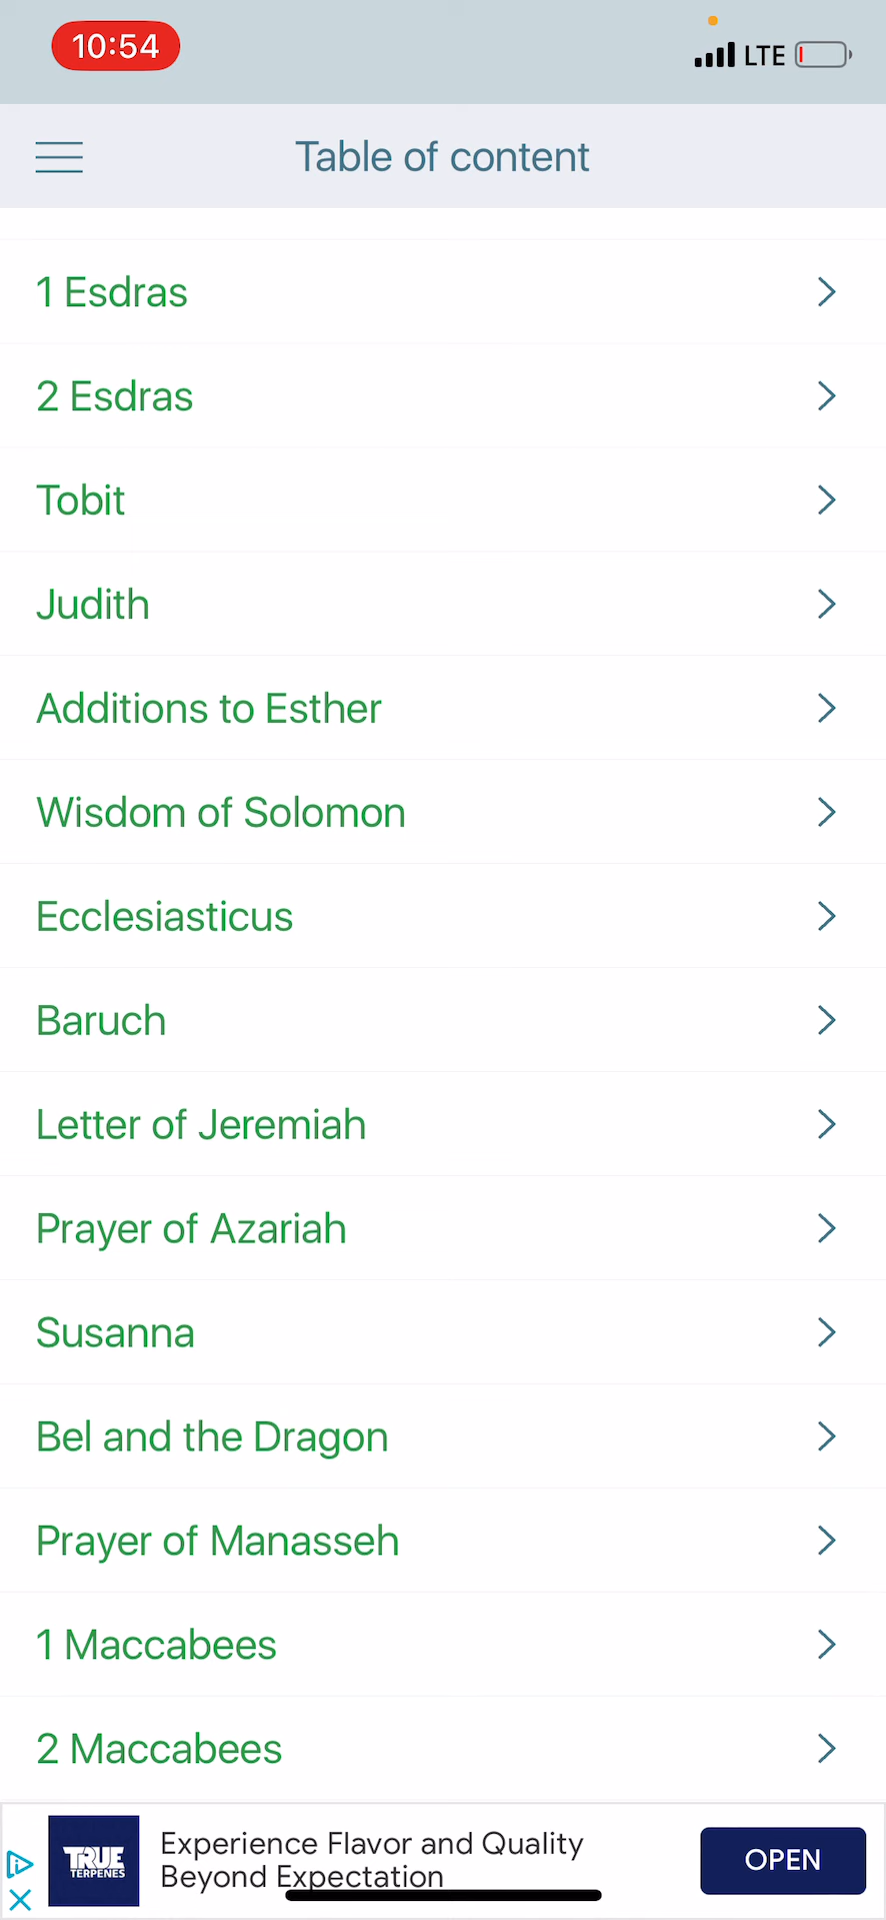 10:54
LTE
Table of content
1 Esdras
2 Esdras
Tobit
Judith
Additions to Esther
Wisdom of Solomon
Ecclesiasticus
Baruch
Letter of Jeremiah
Prayer of Azariah
Susanna
Bel and the Dragon
Prayer of Manasseh
1 Maccabees
2 Maccabees
TRUE
TERPENES
Experience Flavor and Quality
Beyond Expectation
OPEN